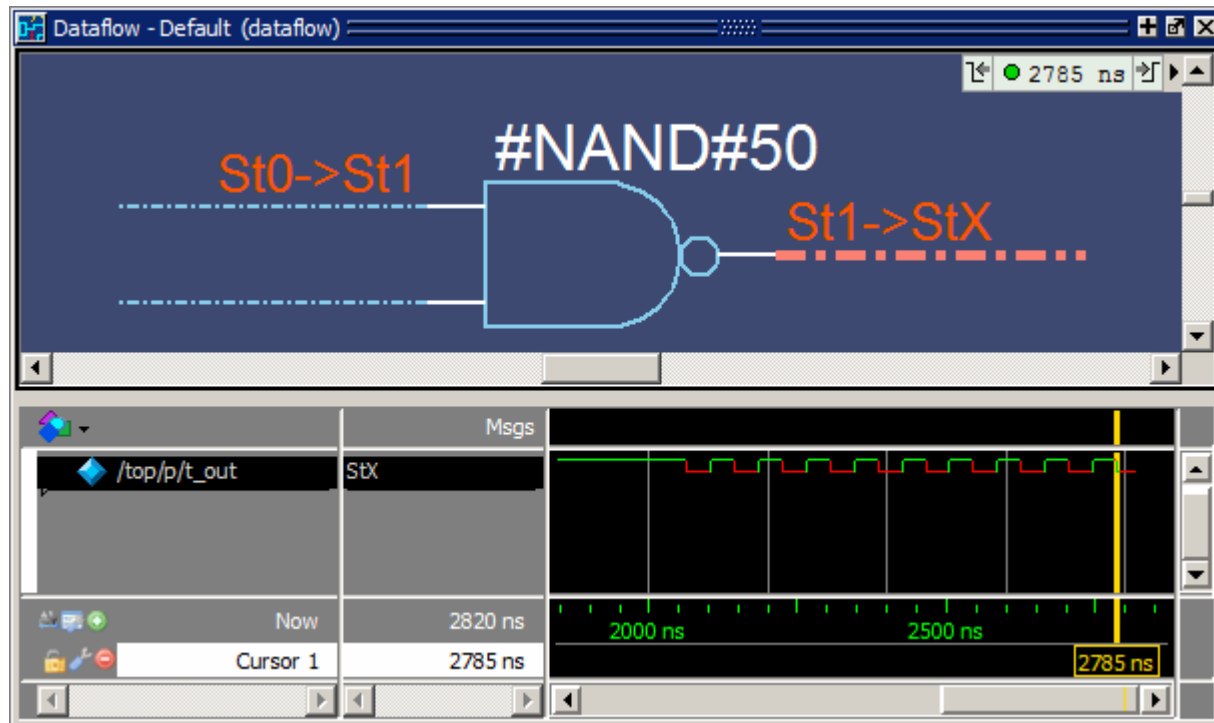 Dataflow - Default (dataflow)
2785 ns
#NAND#50
St0->St1
St1->StX
Msgs
/top/p/t_out StX
Now 2820 ns 2000 ns 2500 ns
Cursor 1 2785 ns 2785 ns